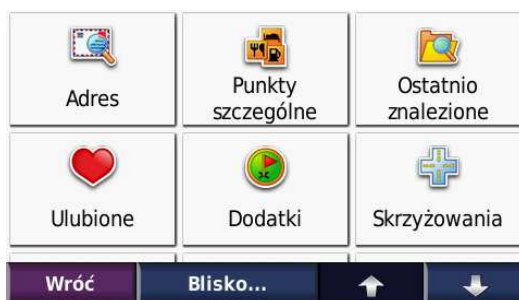 Adres
Punkty
szczególne
Ostatnio
znalezione
Ulubione
Dodatki
Skrzyżowania
Wróć
Blisko...